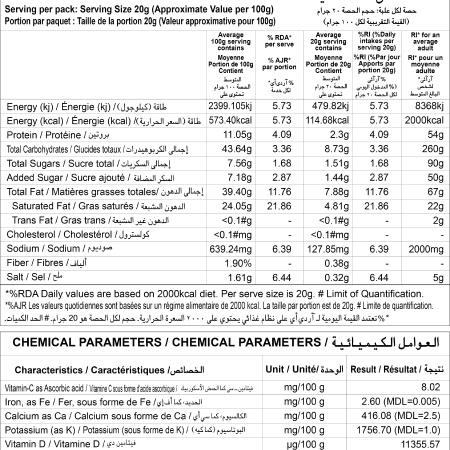 Serving per pack: Serving Size 20g (Approximate Value per 100g)
حصة لكل علبة: حجم الحصة ٢٠ جرام
Portion par paquet : Taille de la portion 20g (Valeur approximative pour 100g)
(القيمة التقريبية لكل ١٠٠ جرام)
Average 100g serving contains Moyenne Portion de 100g Contient المتوسط الحصة ١٠٠ جرام تحتوي على
% RDA* per serve % AJR* par portion % آر دي أي* لكل حصة
Average 20g serving contains Moyenne Portion de 20g Contient المتوسط الحصة ٢٠ جرام تحتوي على
% RI (%Daily intakes per serving 20g) % RI (%Par jour Apports par portion 20g)
RI* for an average adult RI* pour un moyenne adulte
Energy (kj) / Énergie (kj) / طاقة (كيلوجول) 2399.105kj 5.73 479.82kj 5.73 8368kj
Energy (kcal) / Énergie (kcal) / طاقة (السعر الحرارية) 573.40kcal 5.73 114.68kcal 5.73 2000kcal
Protein / Protéine / بروتين 11.05g 4.09 2.3g 4.09 54g
Total Carbohydrates / Glucides totaux / إجمالي الكربوهيدرات 43.64g 3.36 8.73g 3.36 260g
Total Sugars / Sucre total / إجمالي السكريات 7.56g 1.68 1.51g 1.68 90g
Added Sugar / Sucre ajouté / السكر المضافة 7.18g 2.87 1.44g 2.87 50g
Total Fat / Matières grasses totales/ إجمالي الدهون 39.40g 11.76 7.88g 11.76 67g
Saturated Fat / Gras saturés / الدهون المشبعة 24.05g 21.86 4.81g 21.86 22g
Trans Fat / Gras trans / الدهون غير المشبعة <0.1#g - <0.1#g - 2g
Cholesterol / Cholestérol / كولسترول <0.1#mg - <0.1#mg - -
Sodium / Sodium / صوديوم 639.24mg 6.39 127.85mg 6.39 2000mg
Fiber / Fibres / ألياف 1.90% - 0.38g - -
Salt / Sel / ملح 1.61g 6.44 0.32g 6.44 5g
*%RDA Daily values are based on 2000kcal diet. Per serve size is 20g. # Limit of Quantification.
*%AJR Les valeurs quotidiennes sont basées sur un régime alimentaire de 2000 kcal. La taille par portion est de 20g. # Limite de quantification.
*% تعتمد القيمة اليومية لـ آر دي أي على نظام غذائي يحتوي على ٢٠٠٠ السعرة الحرارية. حجم لكل الحصة هو 20 جرام. # الحد الكميات.
CHEMICAL PARAMETERS / CHEMICAL PARAMETERS / العوامل الكيميائية
Characteristics / Caractéristiques / الخصائص Unit / Unité/ الوحدة Result / Résultat / نتيجة
Vitamin-C as Ascorbic acid / Vitamine C sous forme d'acide ascorbique / فيتامين-سي كما الحمض الأسكوربيك mg/100 g 8.02
Iron, as Fe / Fer, sous forme de Fe / الحديد، كما أف إي mg/100 g 2.60 (MDL=0.005)
Calcium as Ca / Calcium sous forme de Ca / الكالسيوم، كما سي أي mg/100 g 416.08 (MDL=2.5)
Potassium (as K) / Potassium (sous forme de K) / البوتاسيوم (كما كيه) mg/100 g 1756.70 (MDL=1.0)
Vitamin D / Vitamine D / فيتامين دي µg/100 g 11355.57